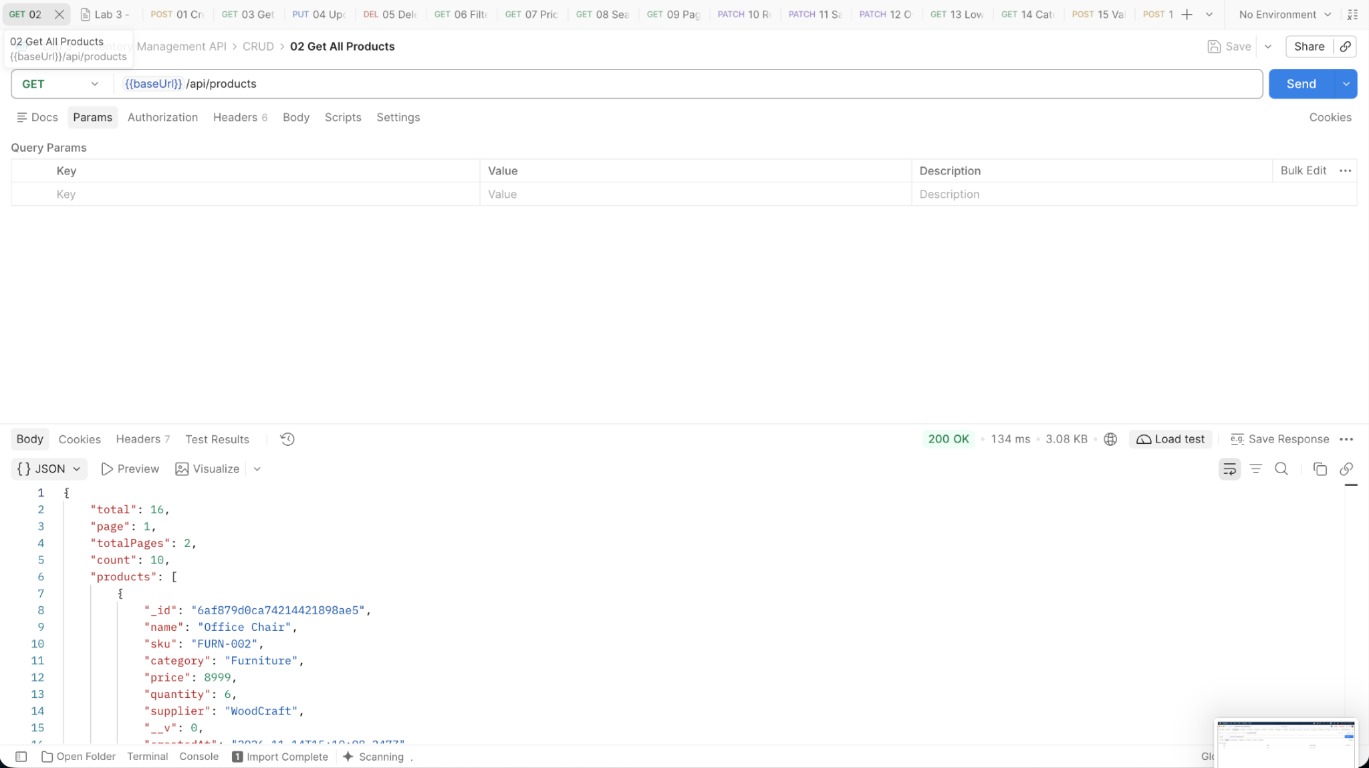 GET 02 Lab 3 - POST 01 Cr GET 03 Get PUT 04 Upd DEL 05 Dele GET 06 Filt GET 07 Pric GET 08 Sea GET 09 Pag PATCH 10 R PATCH 11 Sa PATCH 12 O GET 13 Low GET 14 Cat POST 15 Val POST 1 No Environment
02 Get All Products
{{baseUrl}}/api/products
Management API > CRUD > 02 Get All Products Save Share
GET {{baseUrl}} /api/products Send
Docs Params Authorization Headers 6 Body Scripts Settings Cookies
Query Params
Key Value Description Bulk Edit
Key Value Description
Body Cookies Headers 7 Test Results 200 OK • 134 ms • 3.08 KB • Load test e.g. Save Response
{} JSON Preview Visualize
1 {
2 "total": 16,
3 "page": 1,
4 "totalPages": 2,
5 "count": 10,
6 "products": [
7 {
8 "_id": "6af879d0ca74214421898ae5",
9 "name": "Office Chair",
10 "sku": "FURN-002",
11 "category": "Furniture",
12 "price": 8999,
13 "quantity": 6,
14 "supplier": "WoodCraft",
15 "__v": 0,
Open Folder Terminal Console 1 Import Complete Scanning . Glo